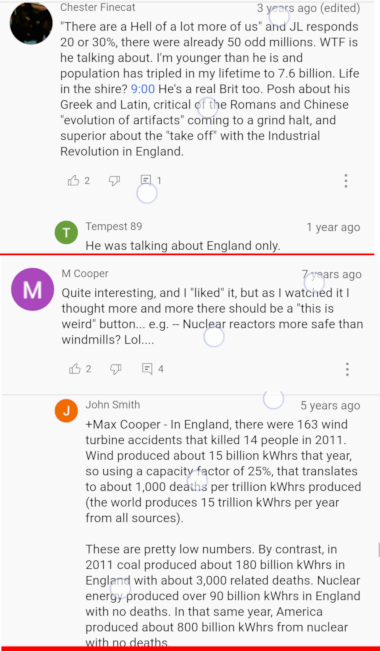 Chester Finecat 3 years ago (edited)
"There are a Hell of a lot more of us" and JL responds
20 or 30%, there were already 50 odd millions. WTF is
he talking about. I'm younger than he is and
population has tripled in my lifetime to 7.6 billion. Life
in the shire? 9:00 He's a real Brit too. Posh about his
Greek and Latin, critical of the Romans and Chinese
"evolution of artifacts" coming to a grind halt, and
superior about the "take off" with the Industrial
Revolution in England.
2 1
T
Tempest 89 1 year ago
He was talking about England only.
M
M Cooper 7 years ago
Quite interesting, and I "liked" it, but as I watched it I
thought more and more there should be a "this is
weird" button... e.g. -- Nuclear reactors more safe than
windmills? Lol....
2 4
J
John Smith 5 years ago
+Max Cooper - In England, there were 163 wind
turbine accidents that killed 14 people in 2011.
Wind produced about 15 billion kWhrs that year,
so using a capacity factor of 25%, that translates
to about 1,000 deaths per trillion kWhrs produced
(the world produces 15 trillion kWhrs per year
from all sources).
These are pretty low numbers. By contrast, in
2011 coal produced about 180 billion kWhrs in
England with about 3,000 related deaths. Nuclear
energy produced over 90 billion kWhrs in England
with no deaths. In that same year, America
produced about 800 billion kWhrs from nuclear
with no deaths.